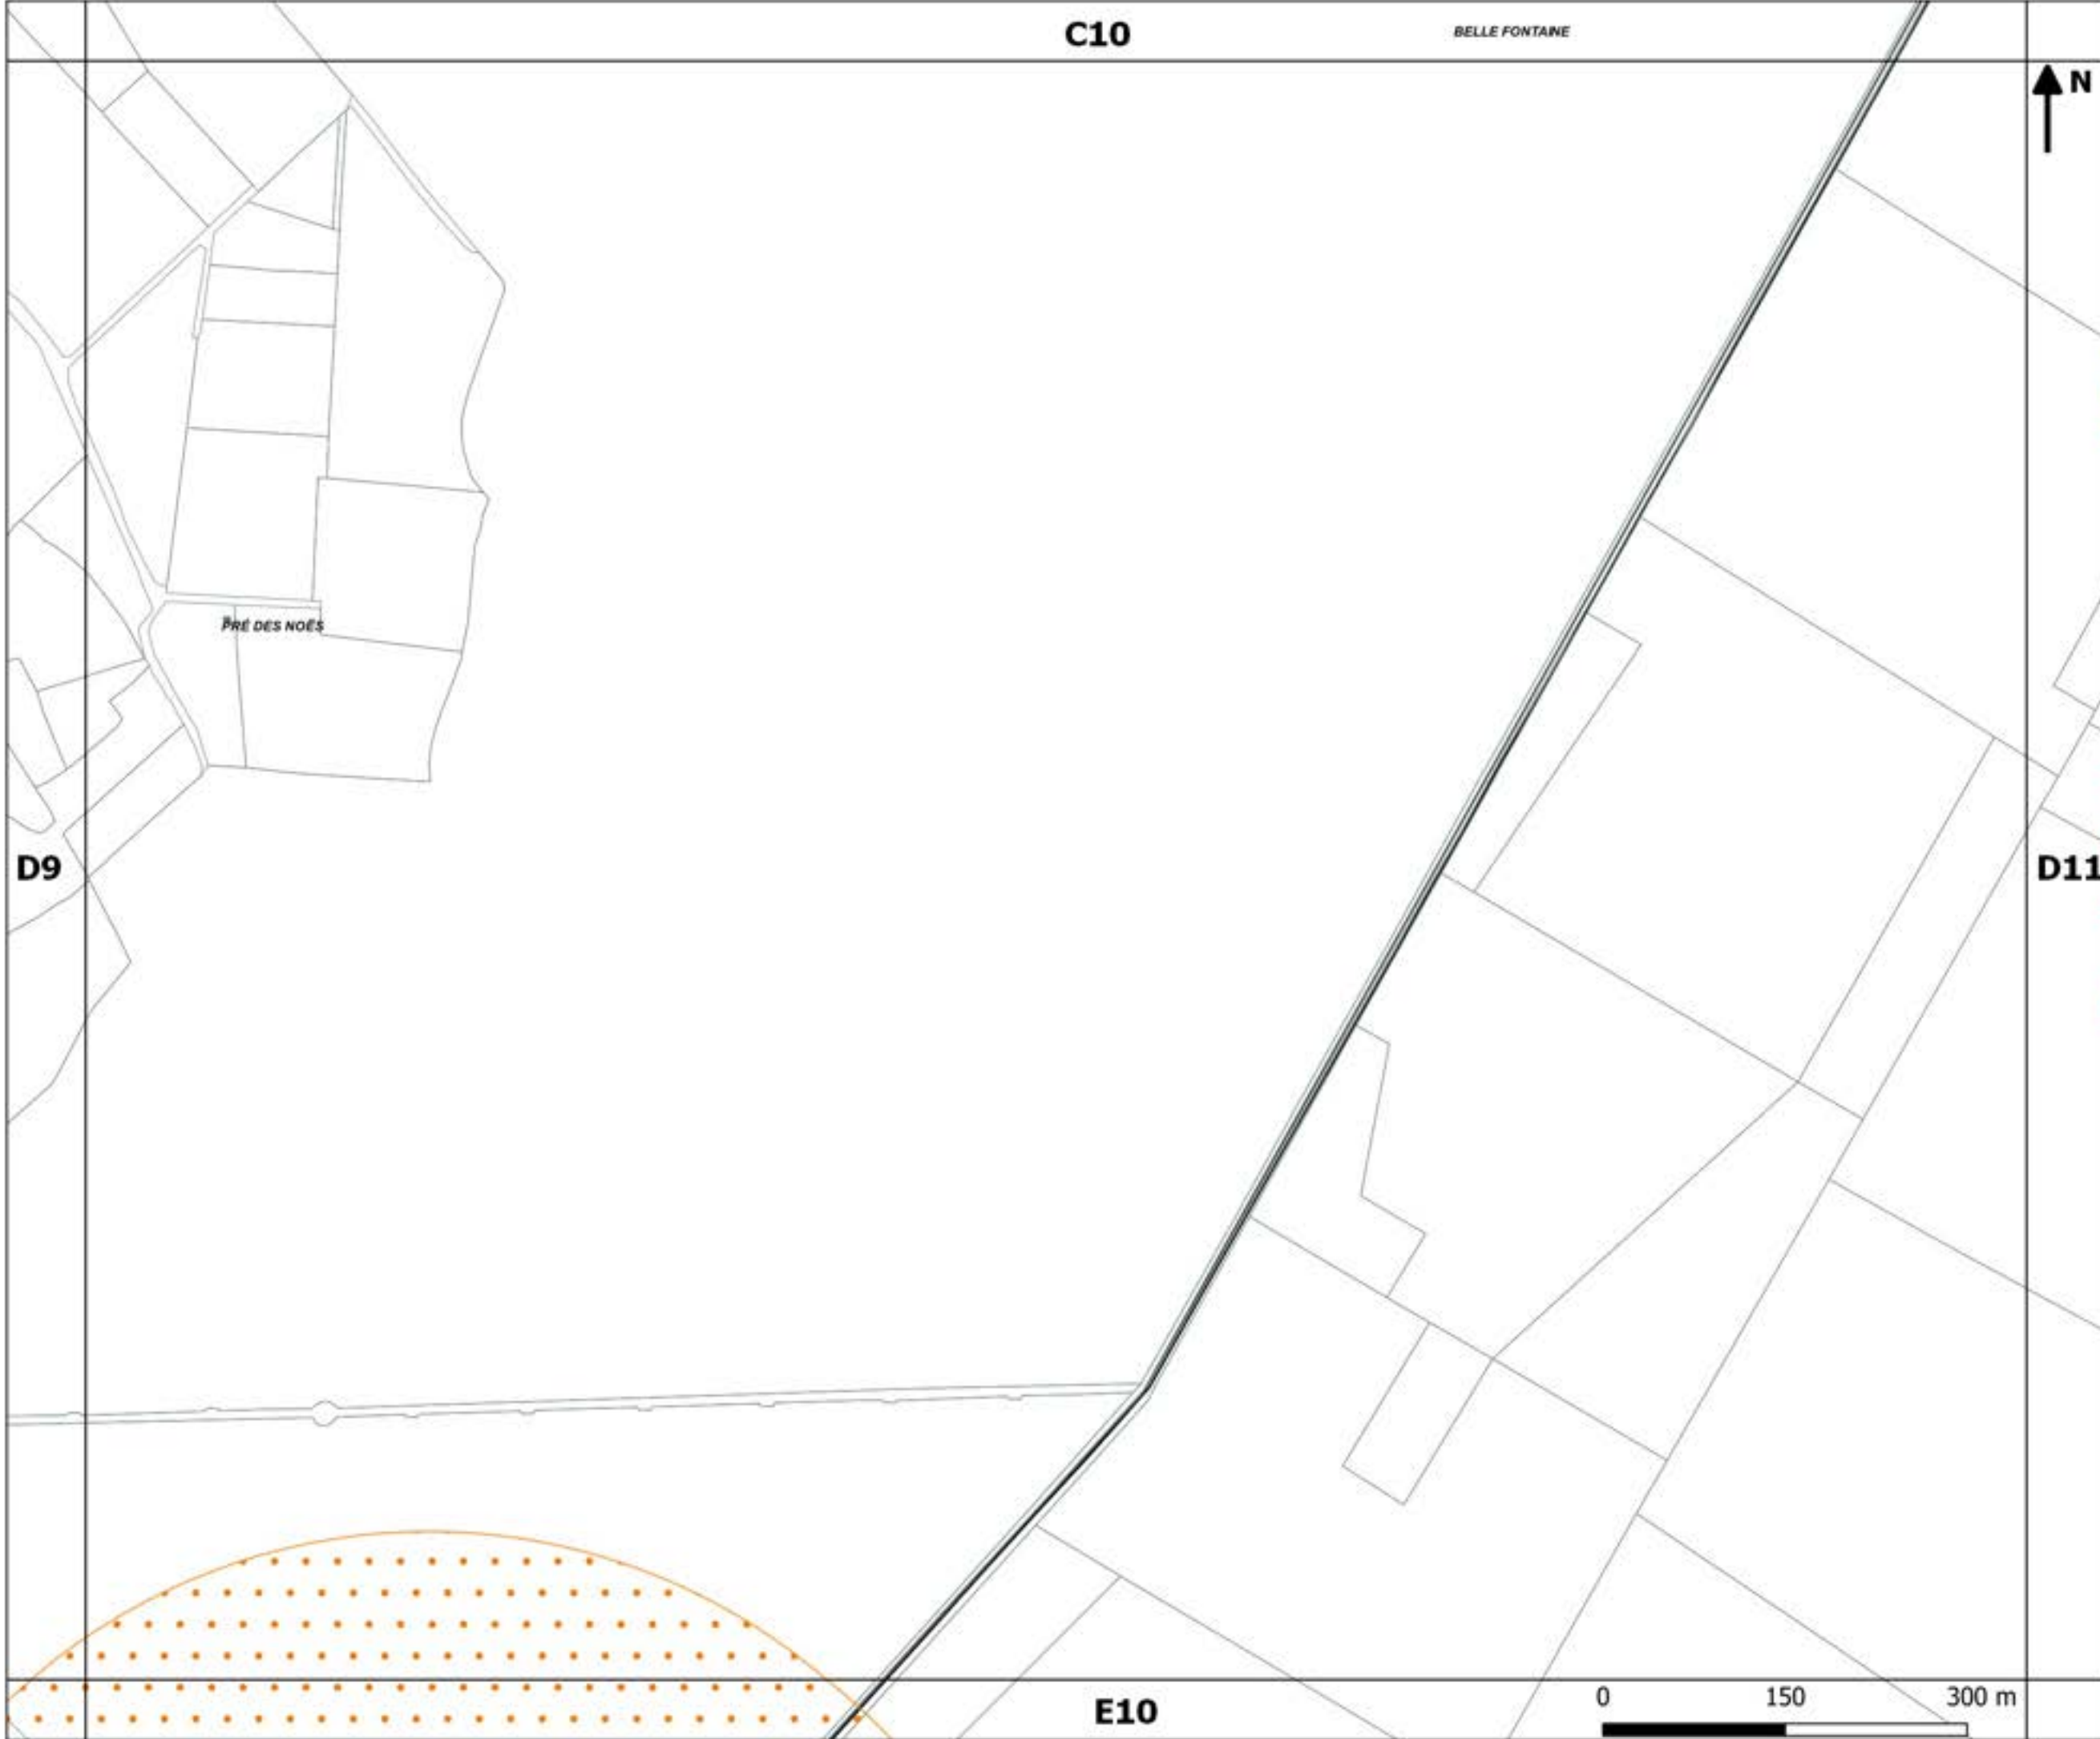 C10
BELLE FONTAINE
N
PRÉ DES NOËS
D9
D11
E10
0 150 300 m